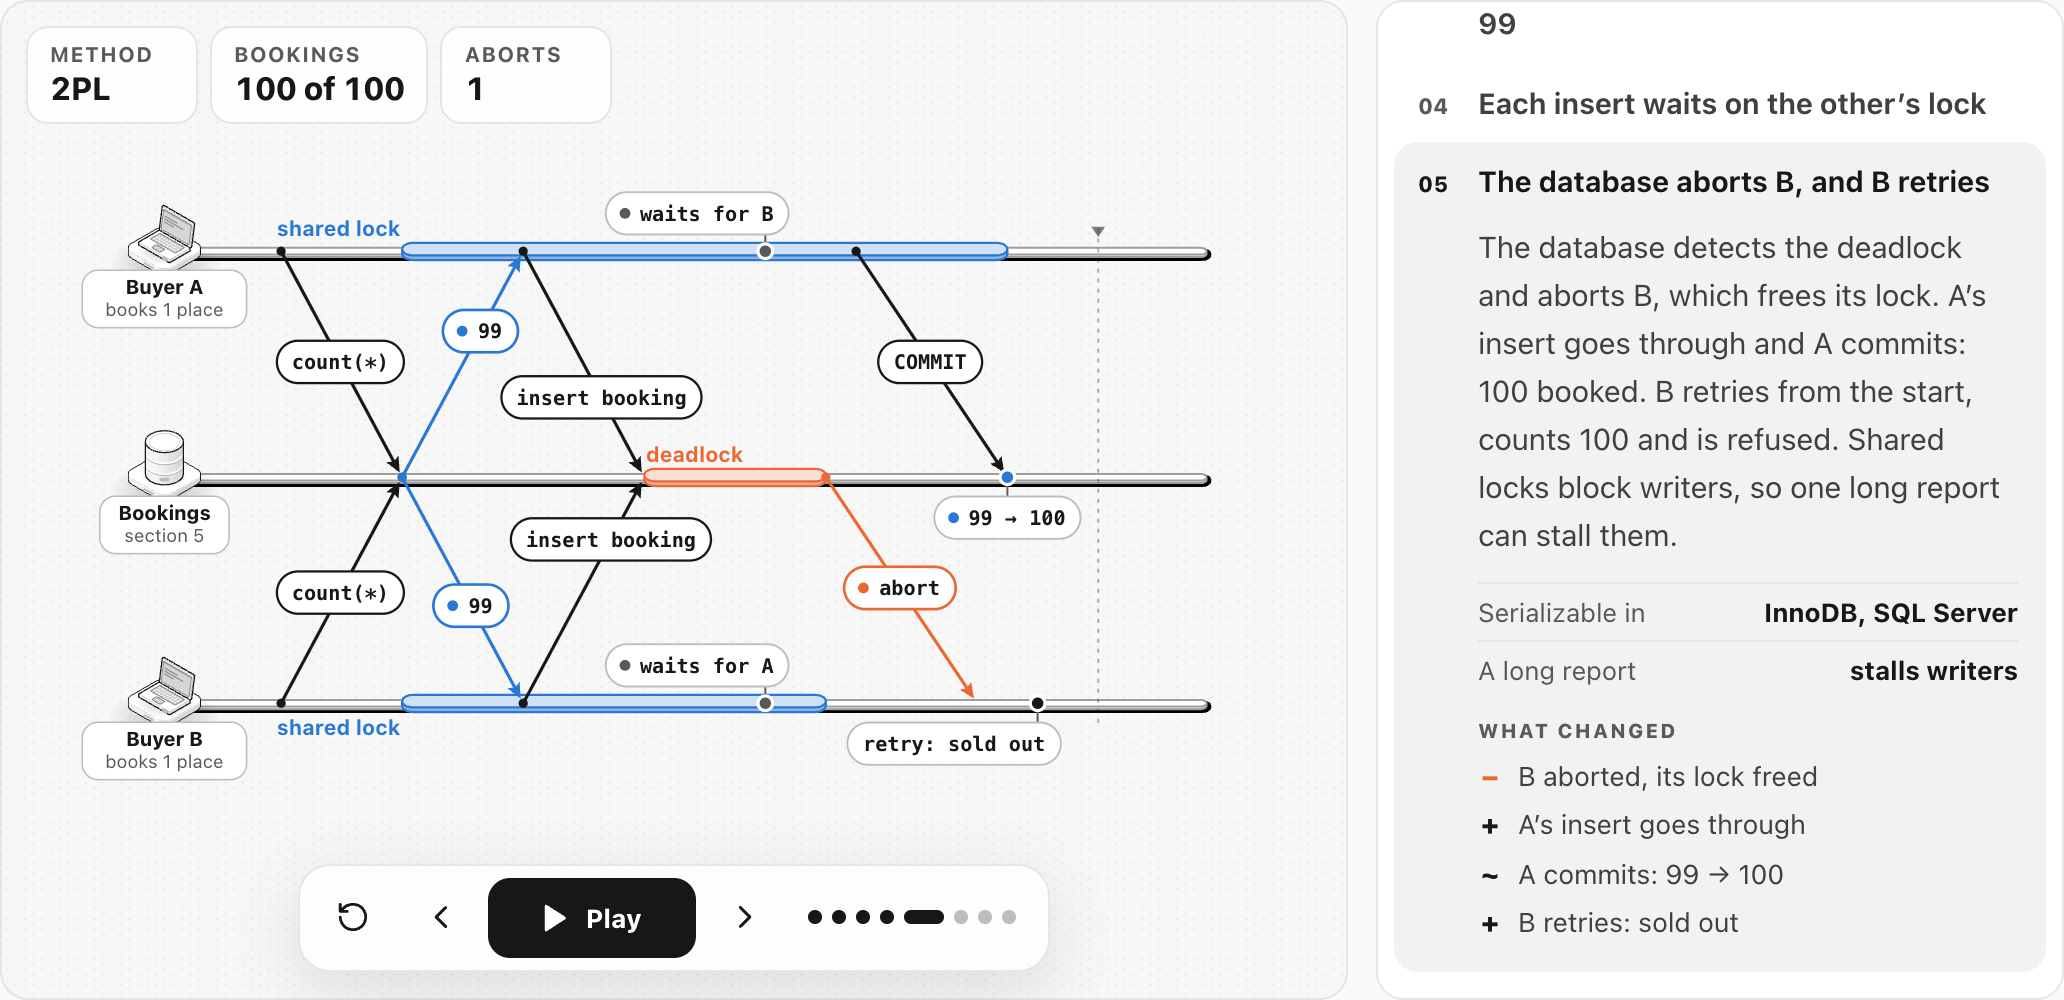 METHOD
2PL
BOOKINGS
100 of 100
ABORTS
1
waits for B
shared lock
Buyer A
books 1 place
99
count(*)
COMMIT
insert booking
deadlock
Bookings
section 5
99 → 100
insert booking
abort
count(*)
99
waits for A
shared lock
Buyer B
books 1 place
retry: sold out
Play
99
04 Each insert waits on the other’s lock
05 The database aborts B, and B retries
The database detects the deadlock
and aborts B, which frees its lock. A’s
insert goes through and A commits:
100 booked. B retries from the start,
counts 100 and is refused. Shared
locks block writers, so one long report
can stall them.
Serializable in InnoDB, SQL Server
A long report stalls writers
WHAT CHANGED
− B aborted, its lock freed
+ A’s insert goes through
~ A commits: 99 → 100
+ B retries: sold out